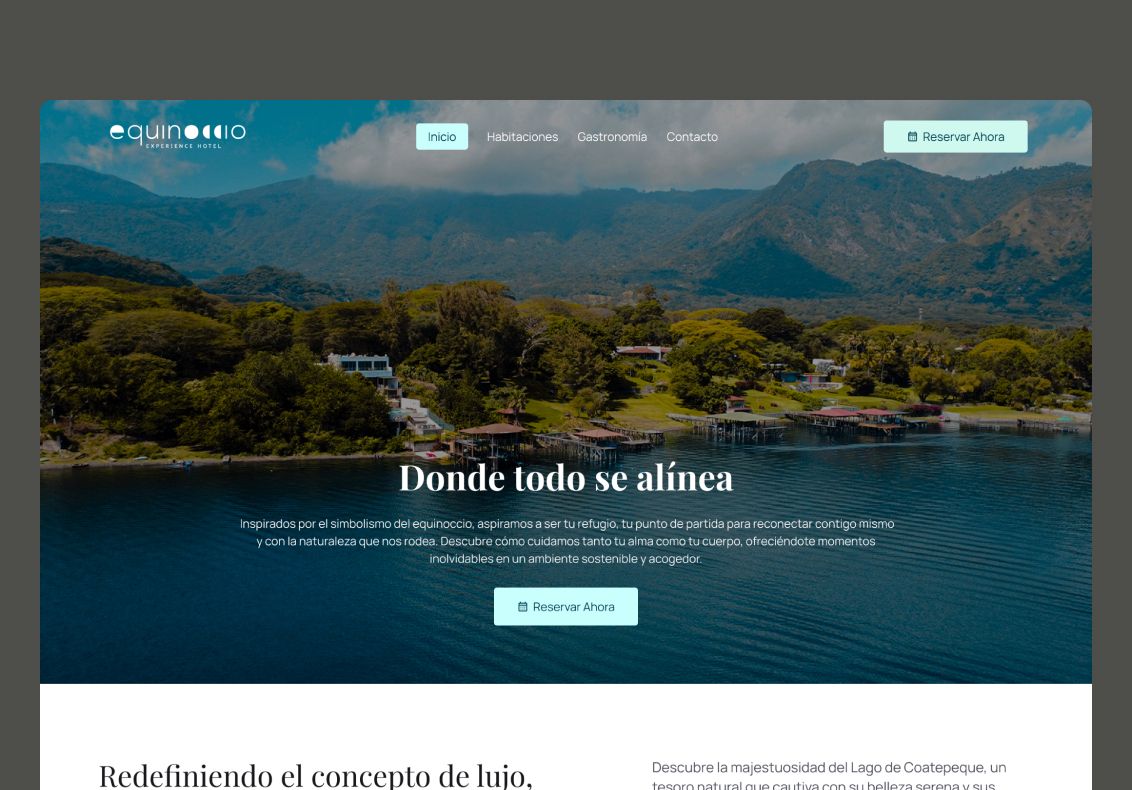 equinoccio
EXPERIENCE HOTEL
Inicio
Habitaciones
Gastronomía
Contacto
Reservar Ahora
Donde todo se alínea
Inspirados por el simbolismo del equinoccio, aspiramos a ser tu refugio, tu punto de partida para reconectar contigo mismo
y con la naturaleza que nos rodea. Descubre cómo cuidamos tanto tu alma como tu cuerpo, ofreciéndote momentos
inolvidables en un ambiente sostenible y acogedor.
Reservar Ahora
Redefiniendo el concepto de lujo,
Descubre la majestuosidad del Lago de Coatepeque, un
tesoro natural que cautiva con su belleza serena y sus